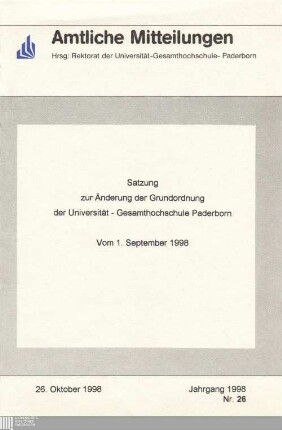 Amtliche Mitteilungen
Hrsg: Rektorat der Universität-Gesamthochschule- Paderborn
Satzung
zur Änderung der Grundordnung
der Universität - Gesamthochschule Paderborn
Vom 1. September 1998
26. Oktober 1998
Jahrgang 1998
Nr. 26